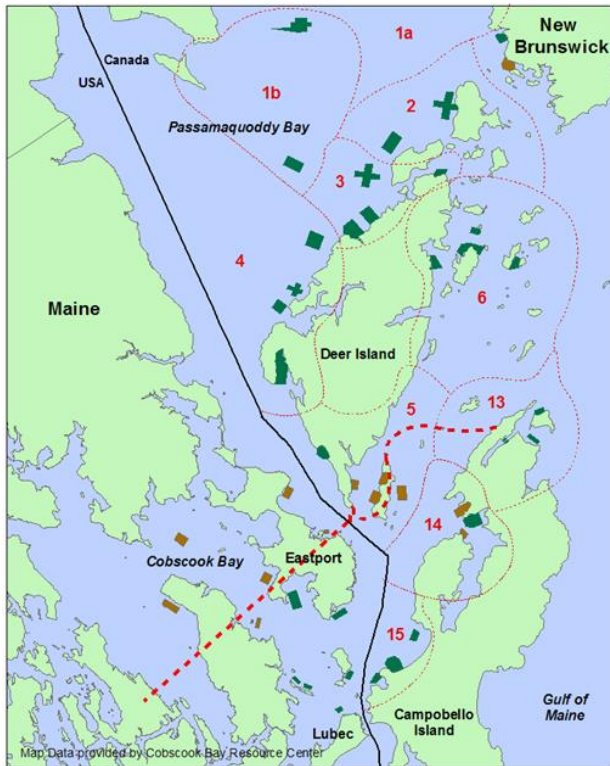 1a
New
Brunswick
Canada
USA
1b
2
Passamaquoddy Bay
3
4
6
Maine
Deer Island
5
13
14
Eastport
Cobscook Bay
15
Gulf of
Maine
Campobello
Island
Lubec
Map Data provided by Cobscook Bay Resource Center